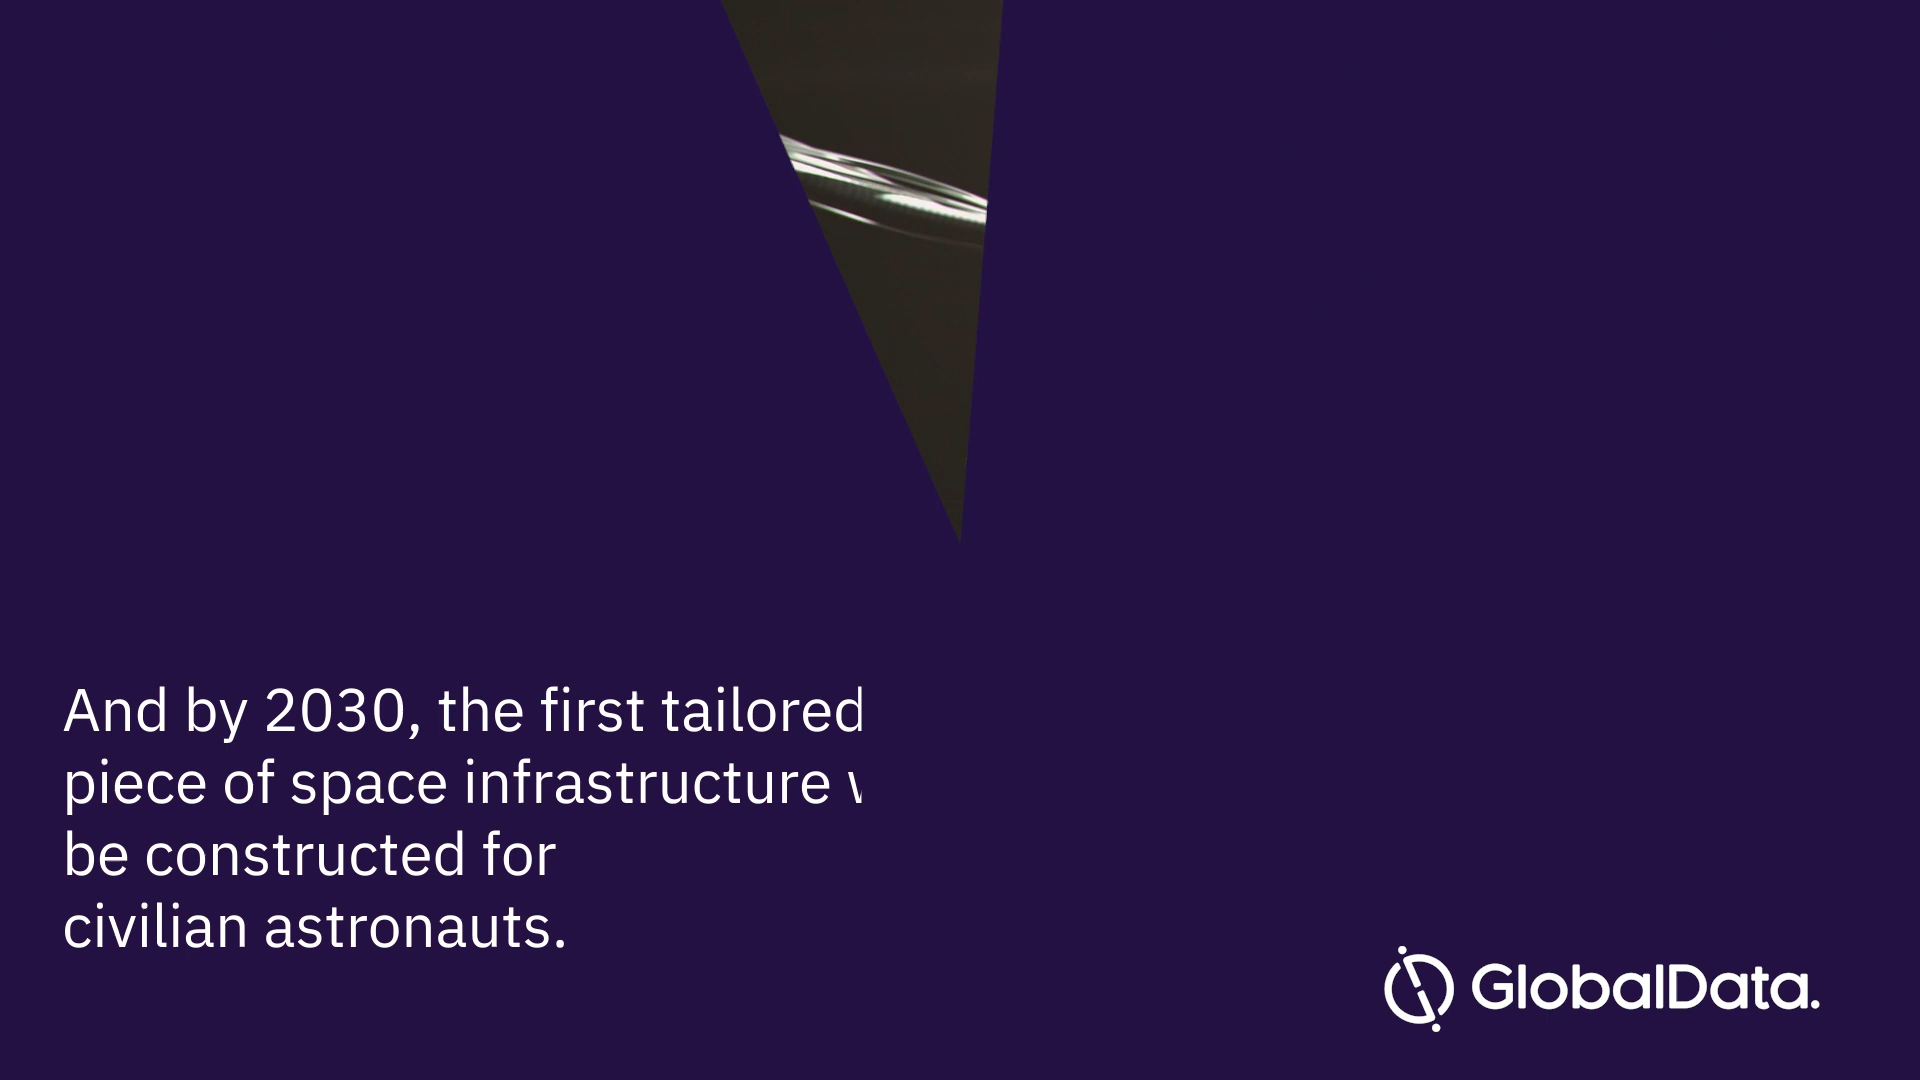 And by 2030, the first tailored
piece of space infrastructure
be constructed for
civilian astronauts.
GlobalData.